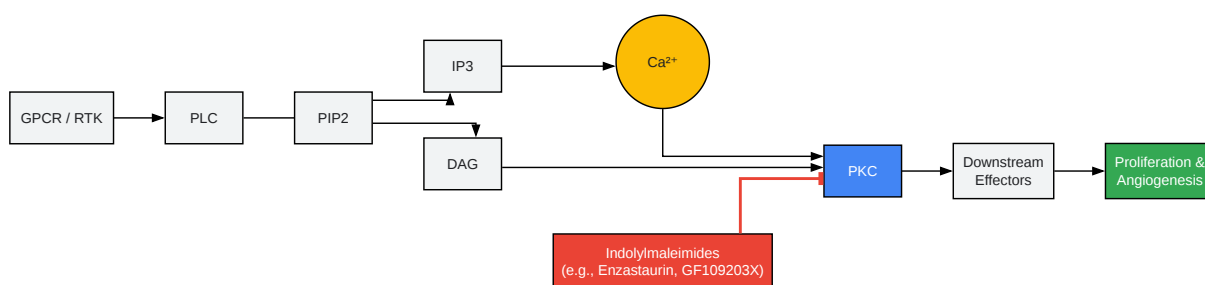 GPCR / RTK
PLC
PIP2
IP3
DAG
Ca²⁺
PKC
Downstream
Effectors
Proliferation &
Angiogenesis
Indolylmaleimides
(e.g., Enzastaurin, GF109203X)